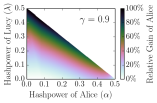 Hashpower of Lucy (λ)
0.5
0.4
0.3
0.2
0.1
0.0
γ = 0.9
0.0 0.1 0.2 0.3 0.4 0.5
Hashpower of Alice (α)
100%
80%
60%
40%
20%
0%
Relative Gain of Alice